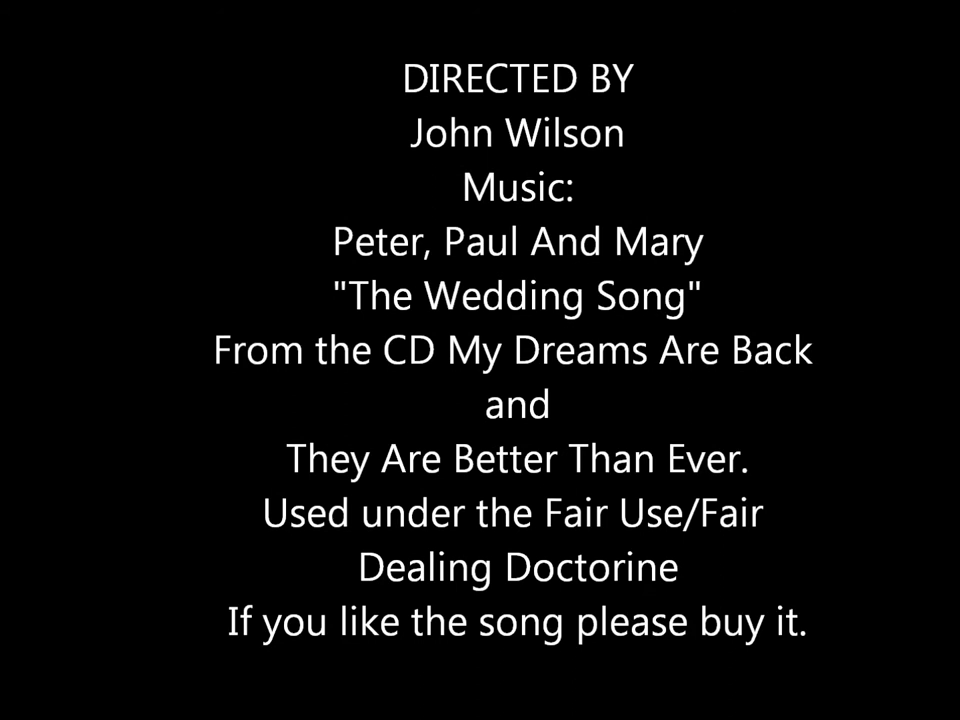 DIRECTED BY
John Wilson
Music:
Peter, Paul And Mary
"The Wedding Song"
From the CD My Dreams Are Back
and
They Are Better Than Ever.
Used under the Fair Use/Fair
Dealing Doctorine
If you like the song please buy it.